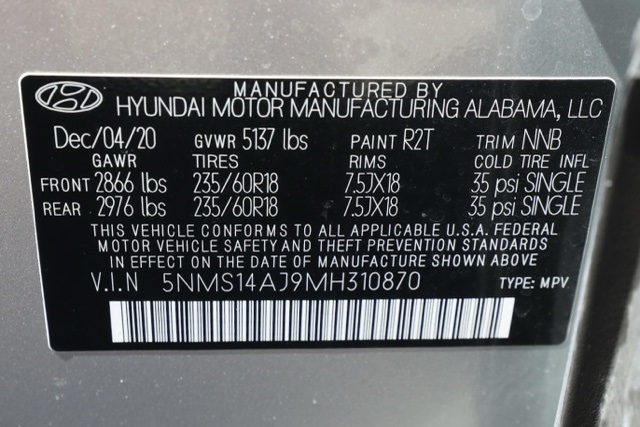 MANUFACTURED BY
HYUNDAI MOTOR MANUFACTURING ALABAMA, LLC
Dec/04/20 GVWR 5137 lbs PAINT R2T TRIM NNB
GAWR TIRES RIMS COLD TIRE INFL
FRONT 2866 lbs 235/60R18 7.5JX18 35 psi SINGLE
REAR 2976 lbs 235/60R18 7.5JX18 35 psi SINGLE
THIS VEHICLE CONFORMS TO ALL APPLICABLE U.S.A. FEDERAL
MOTOR VEHICLE SAFETY AND THEFT PREVENTION STANDARDS
IN EFFECT ON THE DATE OF MANUFACTURE SHOWN ABOVE
V.I.N 5NMS14AJ9MH310870 TYPE: MPV